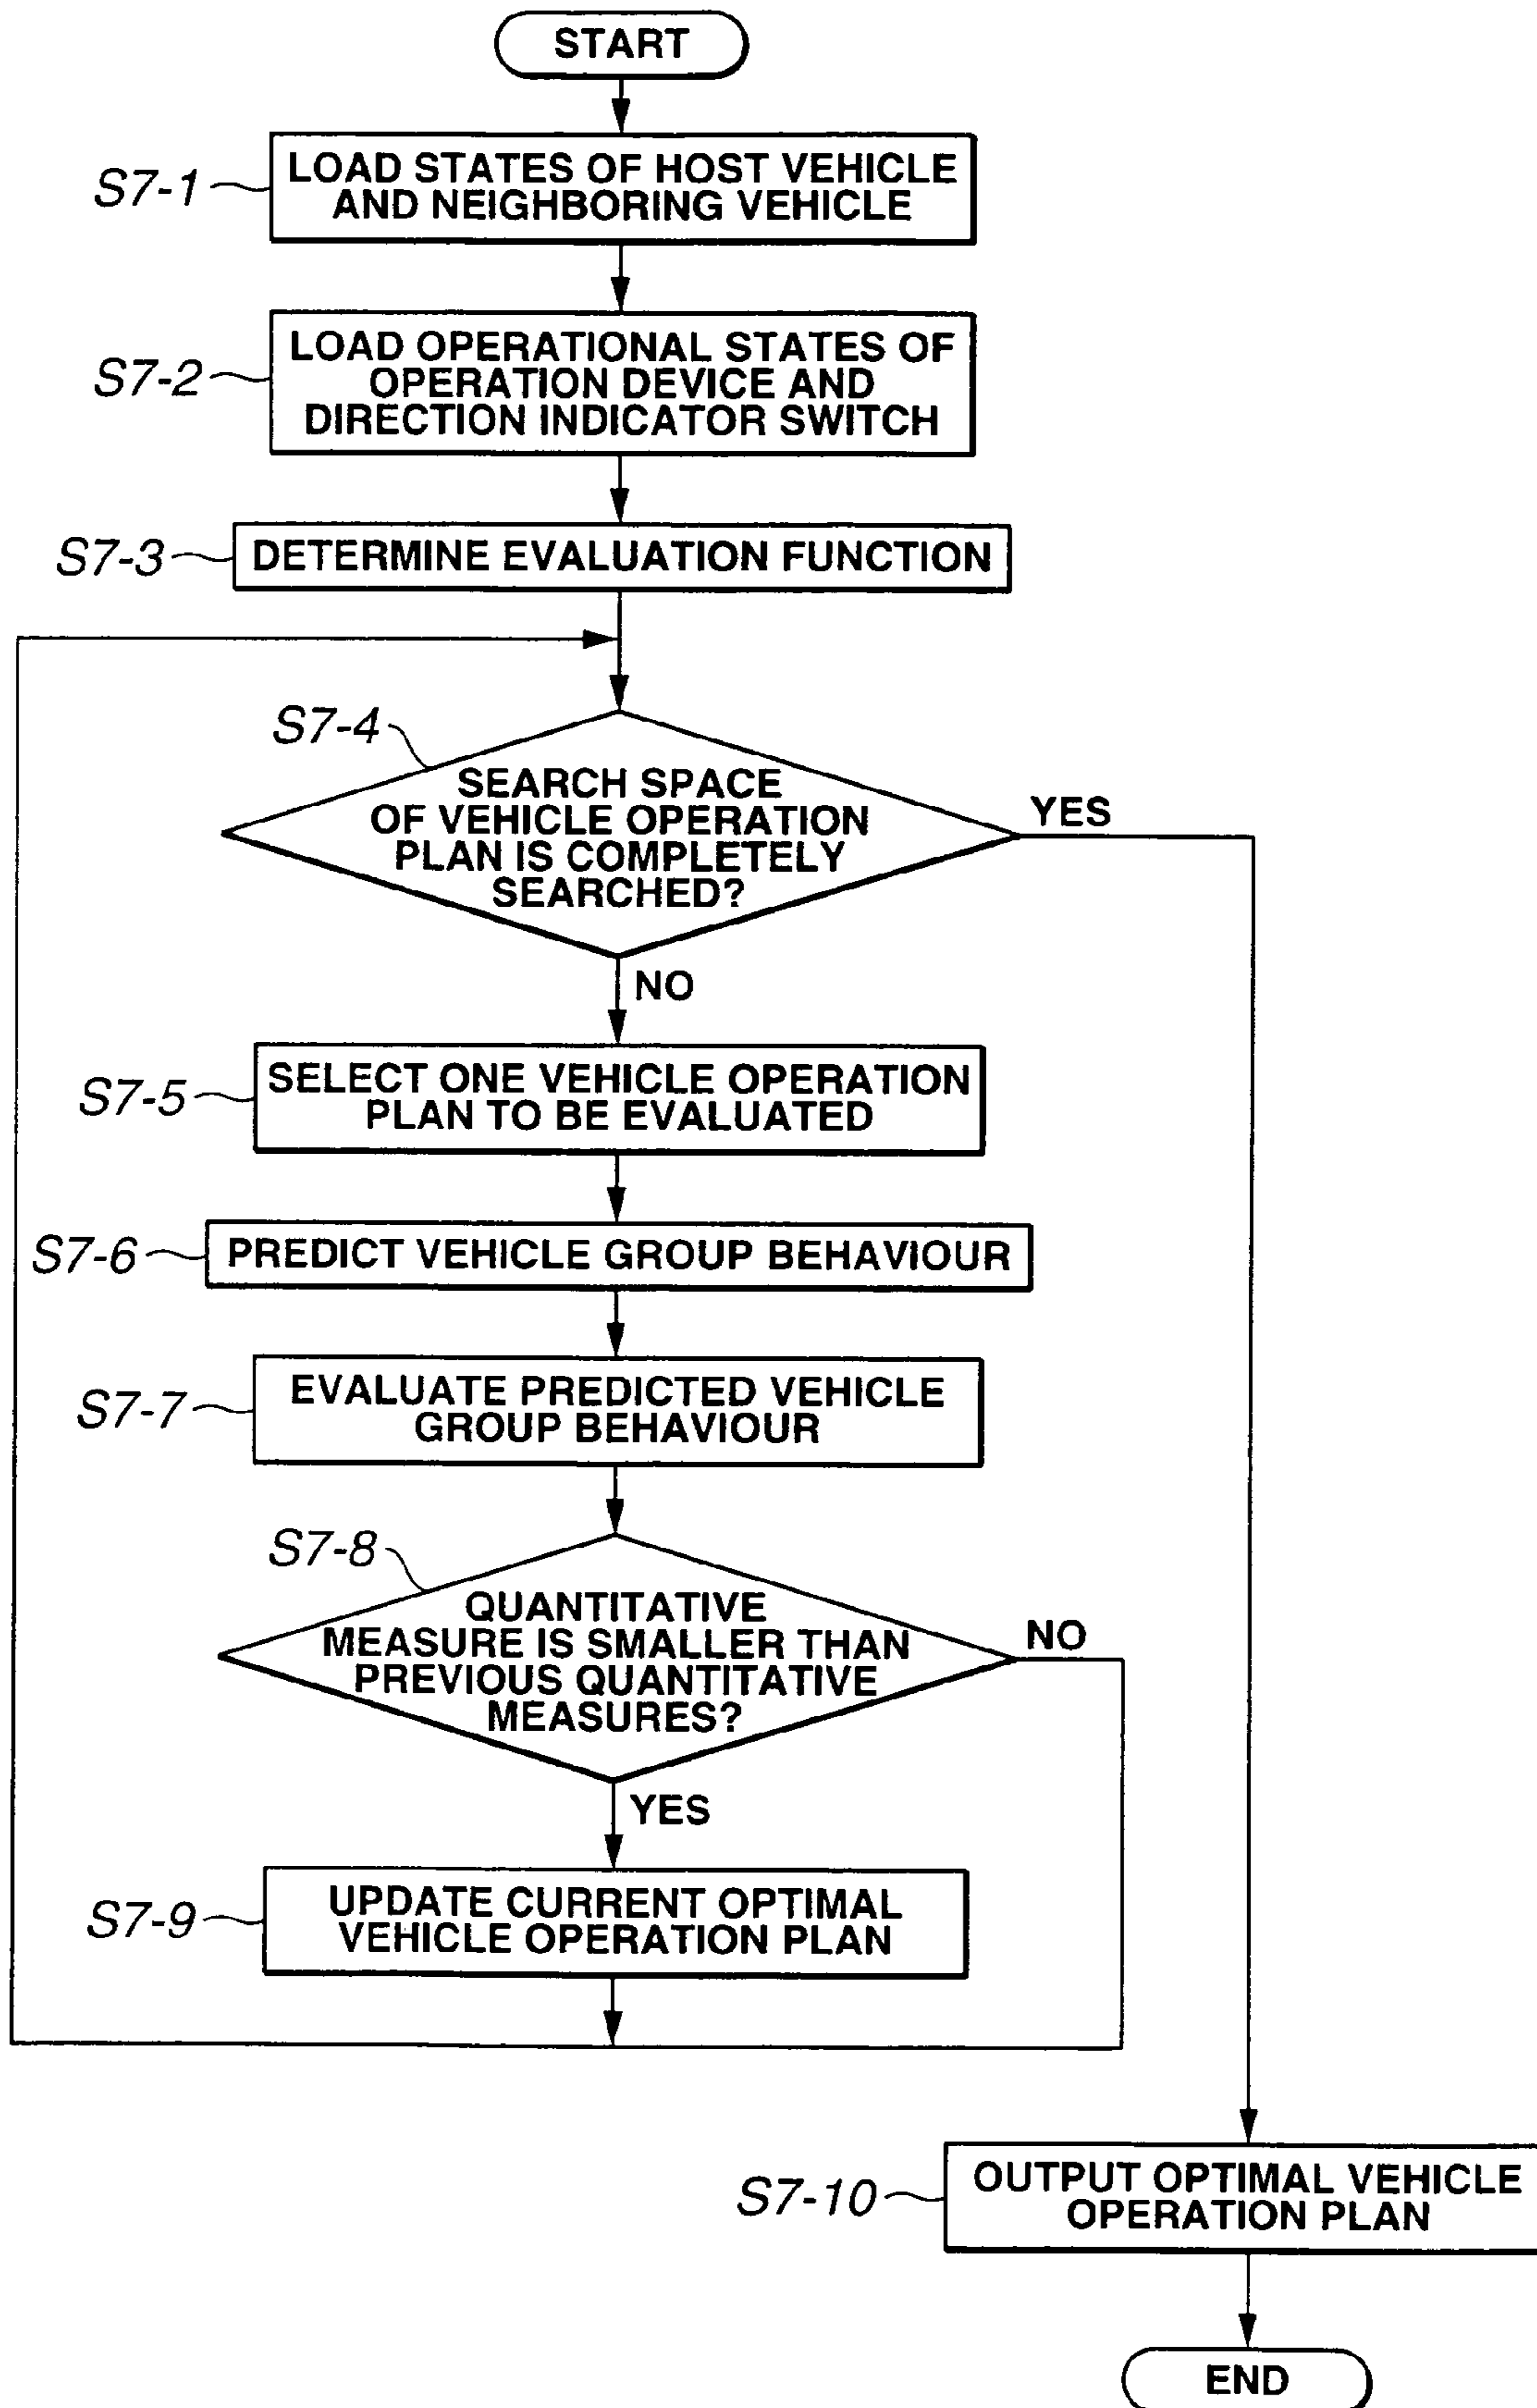 START
S7-1
LOAD STATES OF HOST VEHICLE
AND NEIGHBORING VEHICLE
S7-2
LOAD OPERATIONAL STATES OF
OPERATION DEVICE AND
DIRECTION INDICATOR SWITCH
S7-3
DETERMINE EVALUATION FUNCTION
S7-4
SEARCH SPACE
OF VEHICLE OPERATION
PLAN IS COMPLETELY
SEARCHED?
YES
NO
S7-5
SELECT ONE VEHICLE OPERATION
PLAN TO BE EVALUATED
S7-6
PREDICT VEHICLE GROUP BEHAVIOUR
S7-7
EVALUATE PREDICTED VEHICLE
GROUP BEHAVIOUR
S7-8
QUANTITATIVE
MEASURE IS SMALLER THAN
PREVIOUS QUANTITATIVE
MEASURES?
NO
YES
S7-9
UPDATE CURRENT OPTIMAL
VEHICLE OPERATION PLAN
S7-10
OUTPUT OPTIMAL VEHICLE
OPERATION PLAN
END